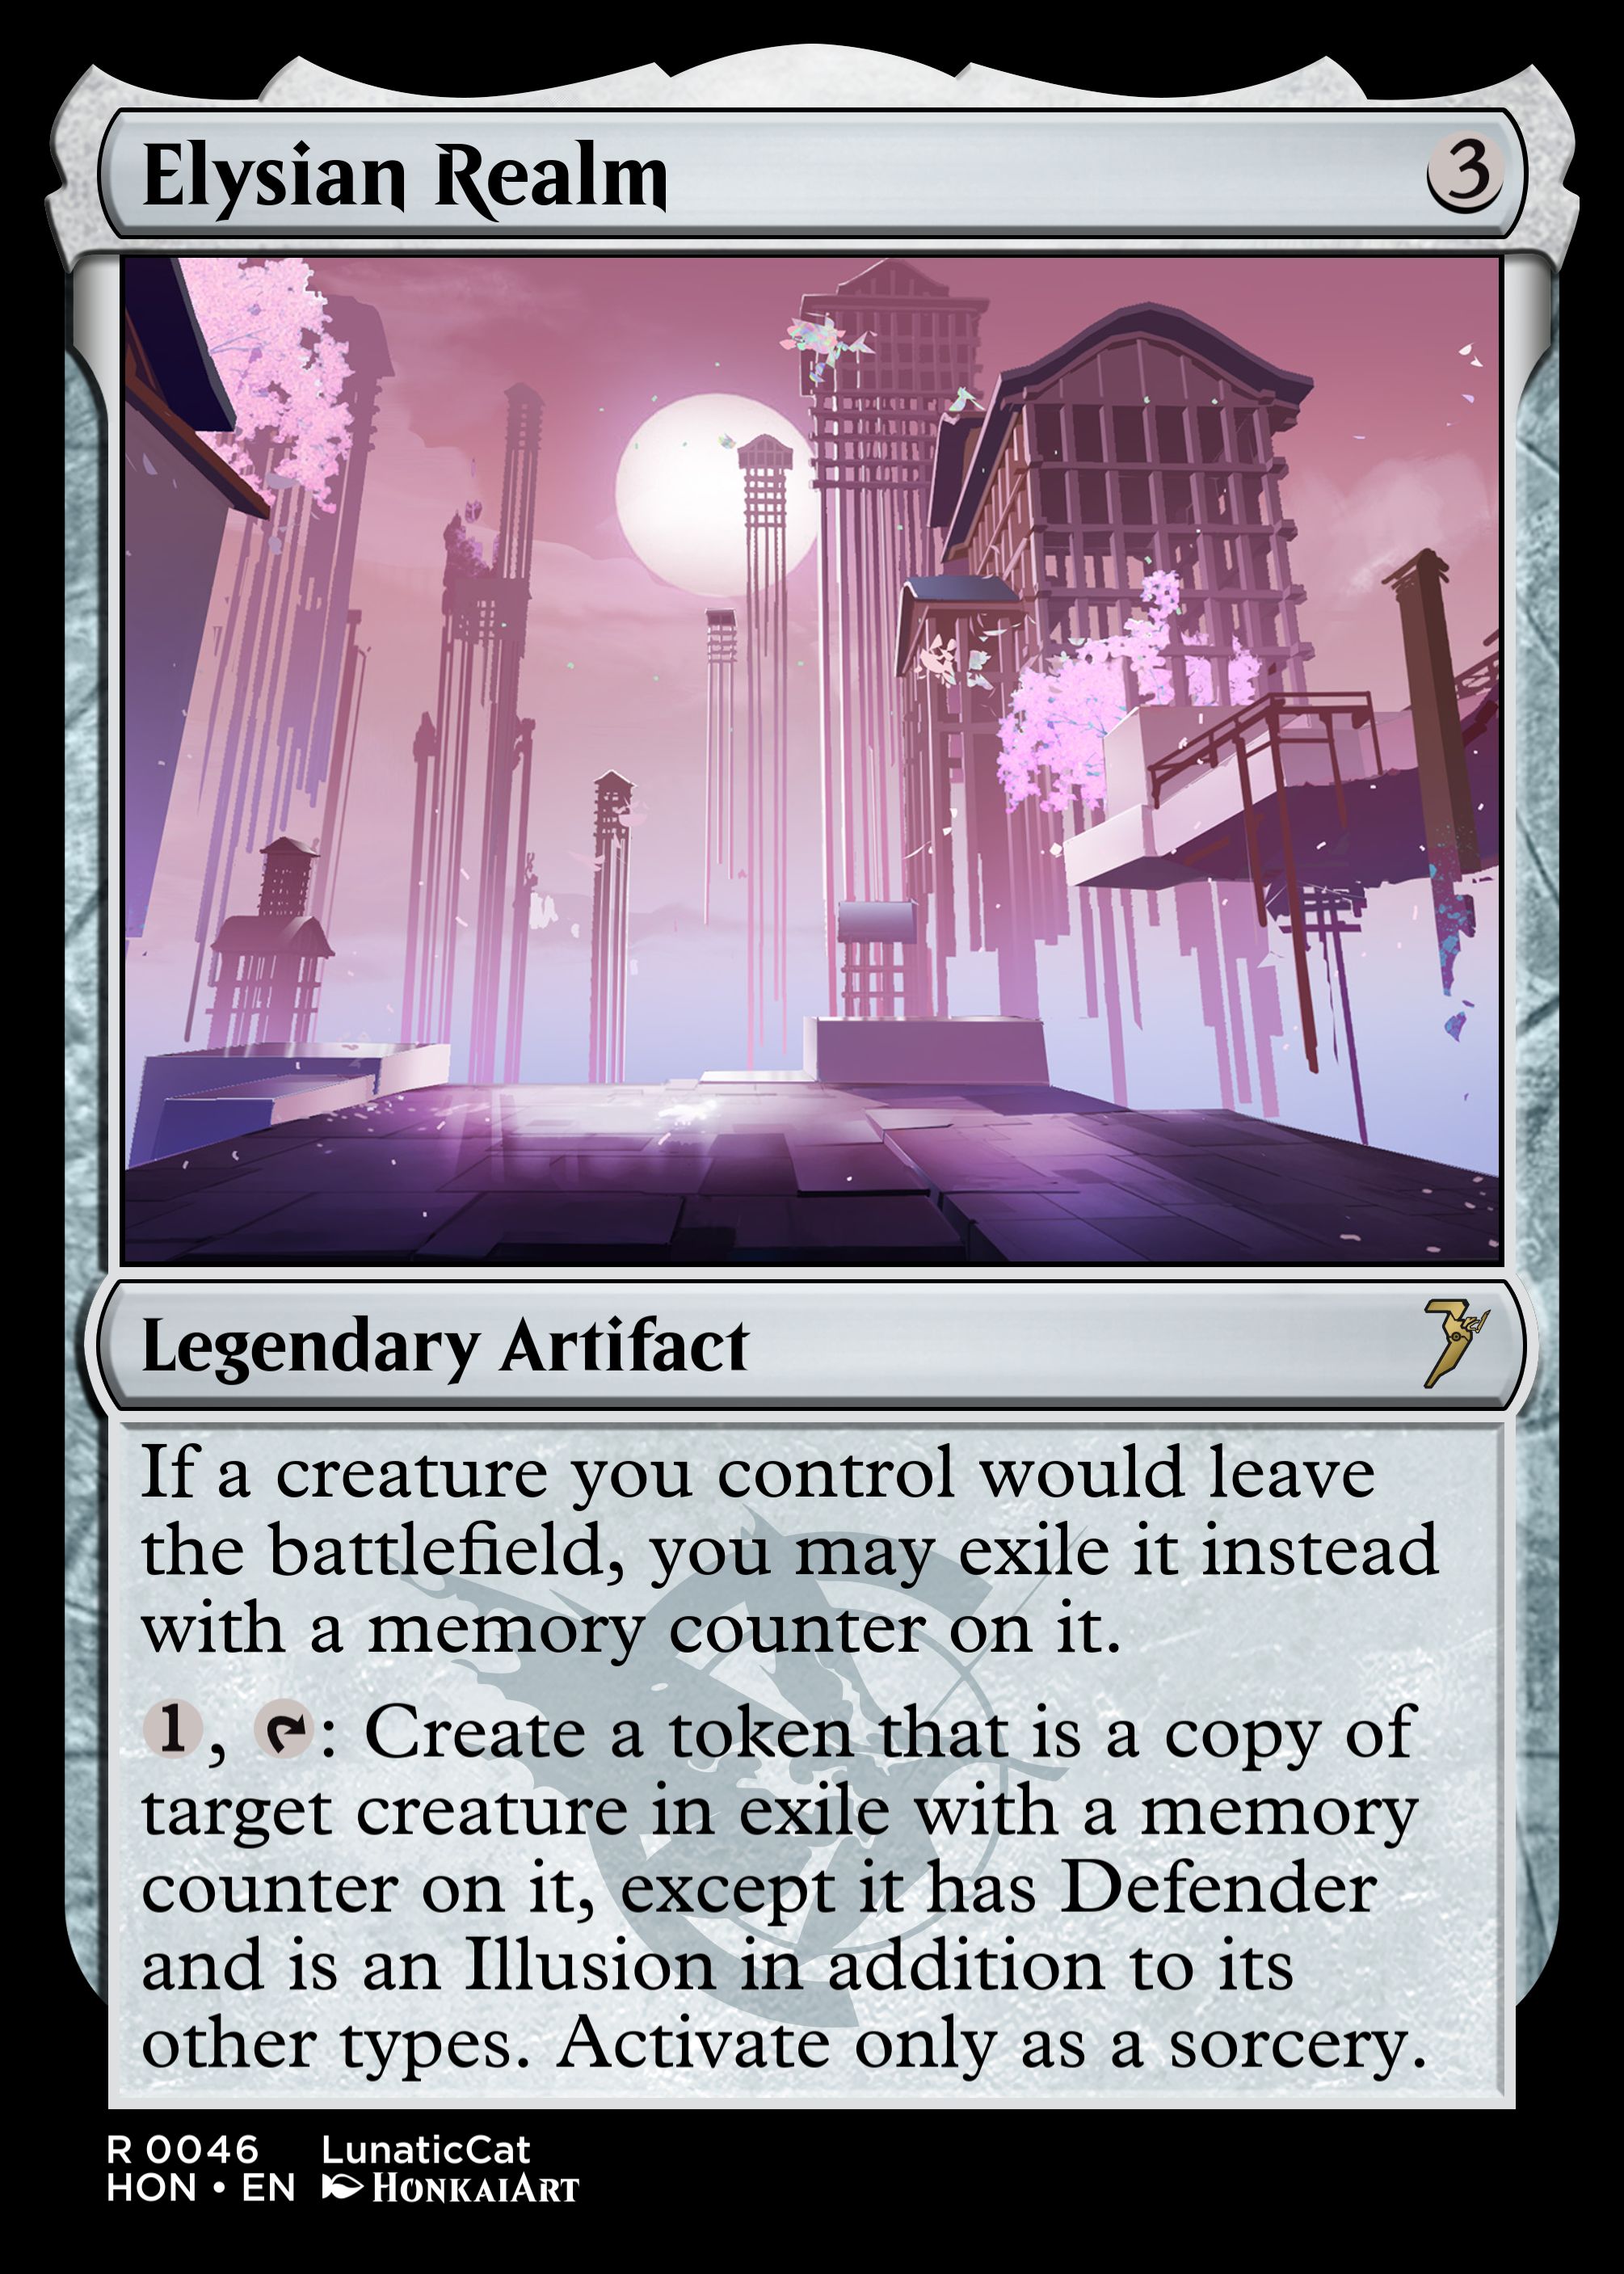 Elysian Realm 3
Legendary Artifact
If a creature you control would leave
the battlefield, you may exile it instead
with a memory counter on it.
1, : Create a token that is a copy of
target creature in exile with a memory
counter on it, except it has Defender
and is an Illusion in addition to its
other types. Activate only as a sorcery.
R 0046 LunaticCat
HON • EN HONKAIART